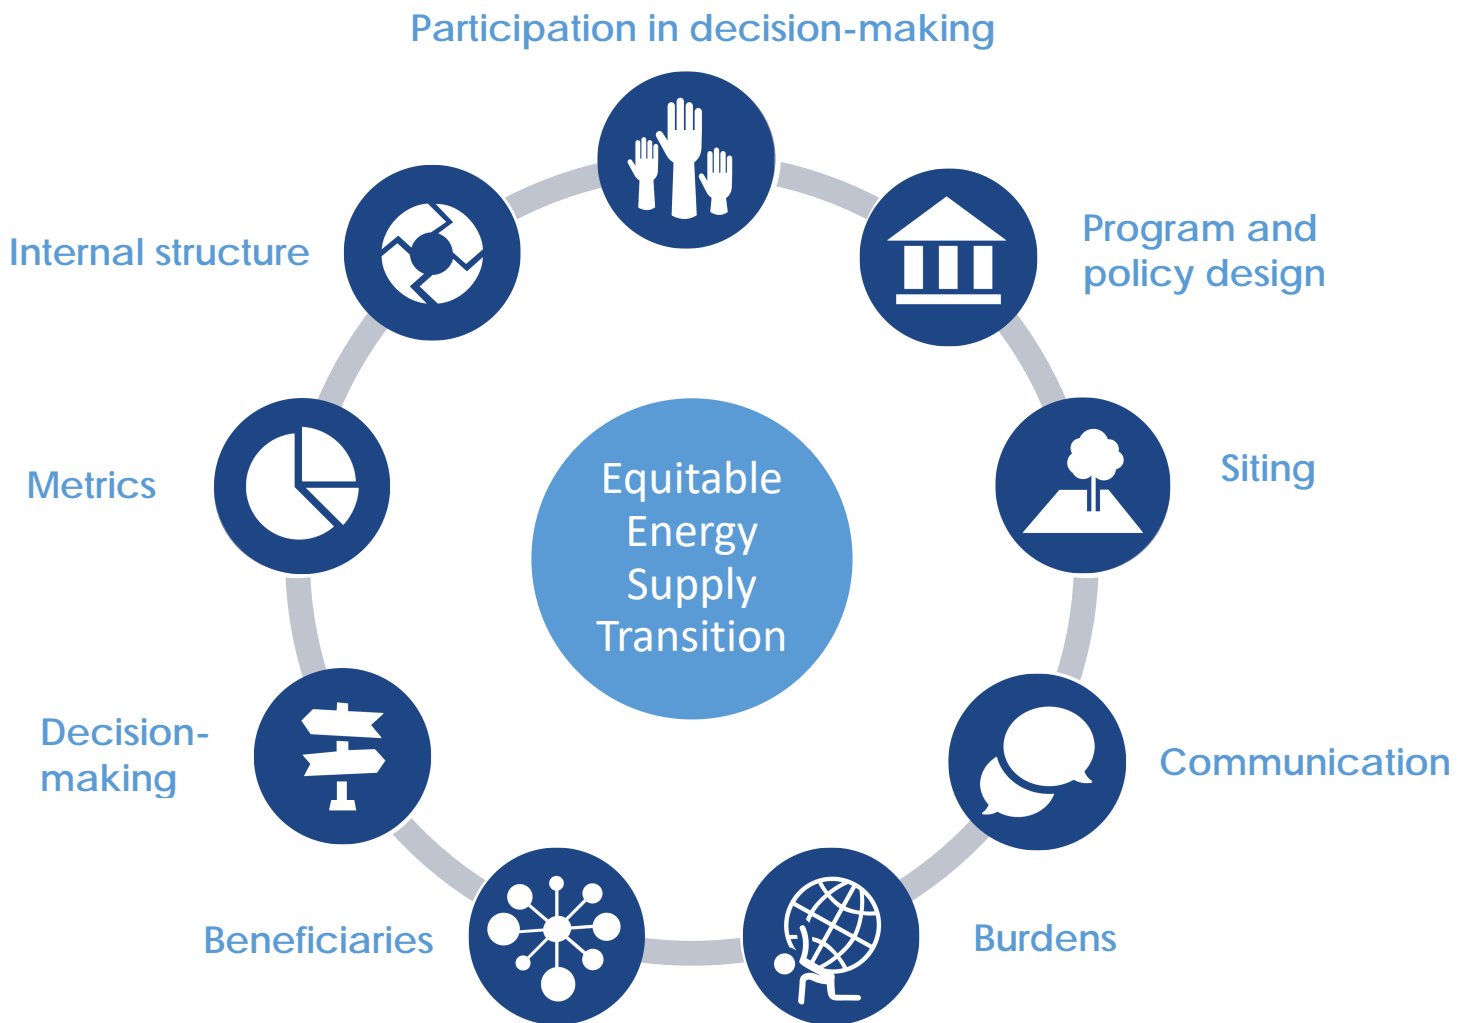 Participation in decision-making
Program and
policy design
Siting
Communication
Burdens
Beneficiaries
Decision-
making
Metrics
Internal structure
Equitable
Energy
Supply
Transition